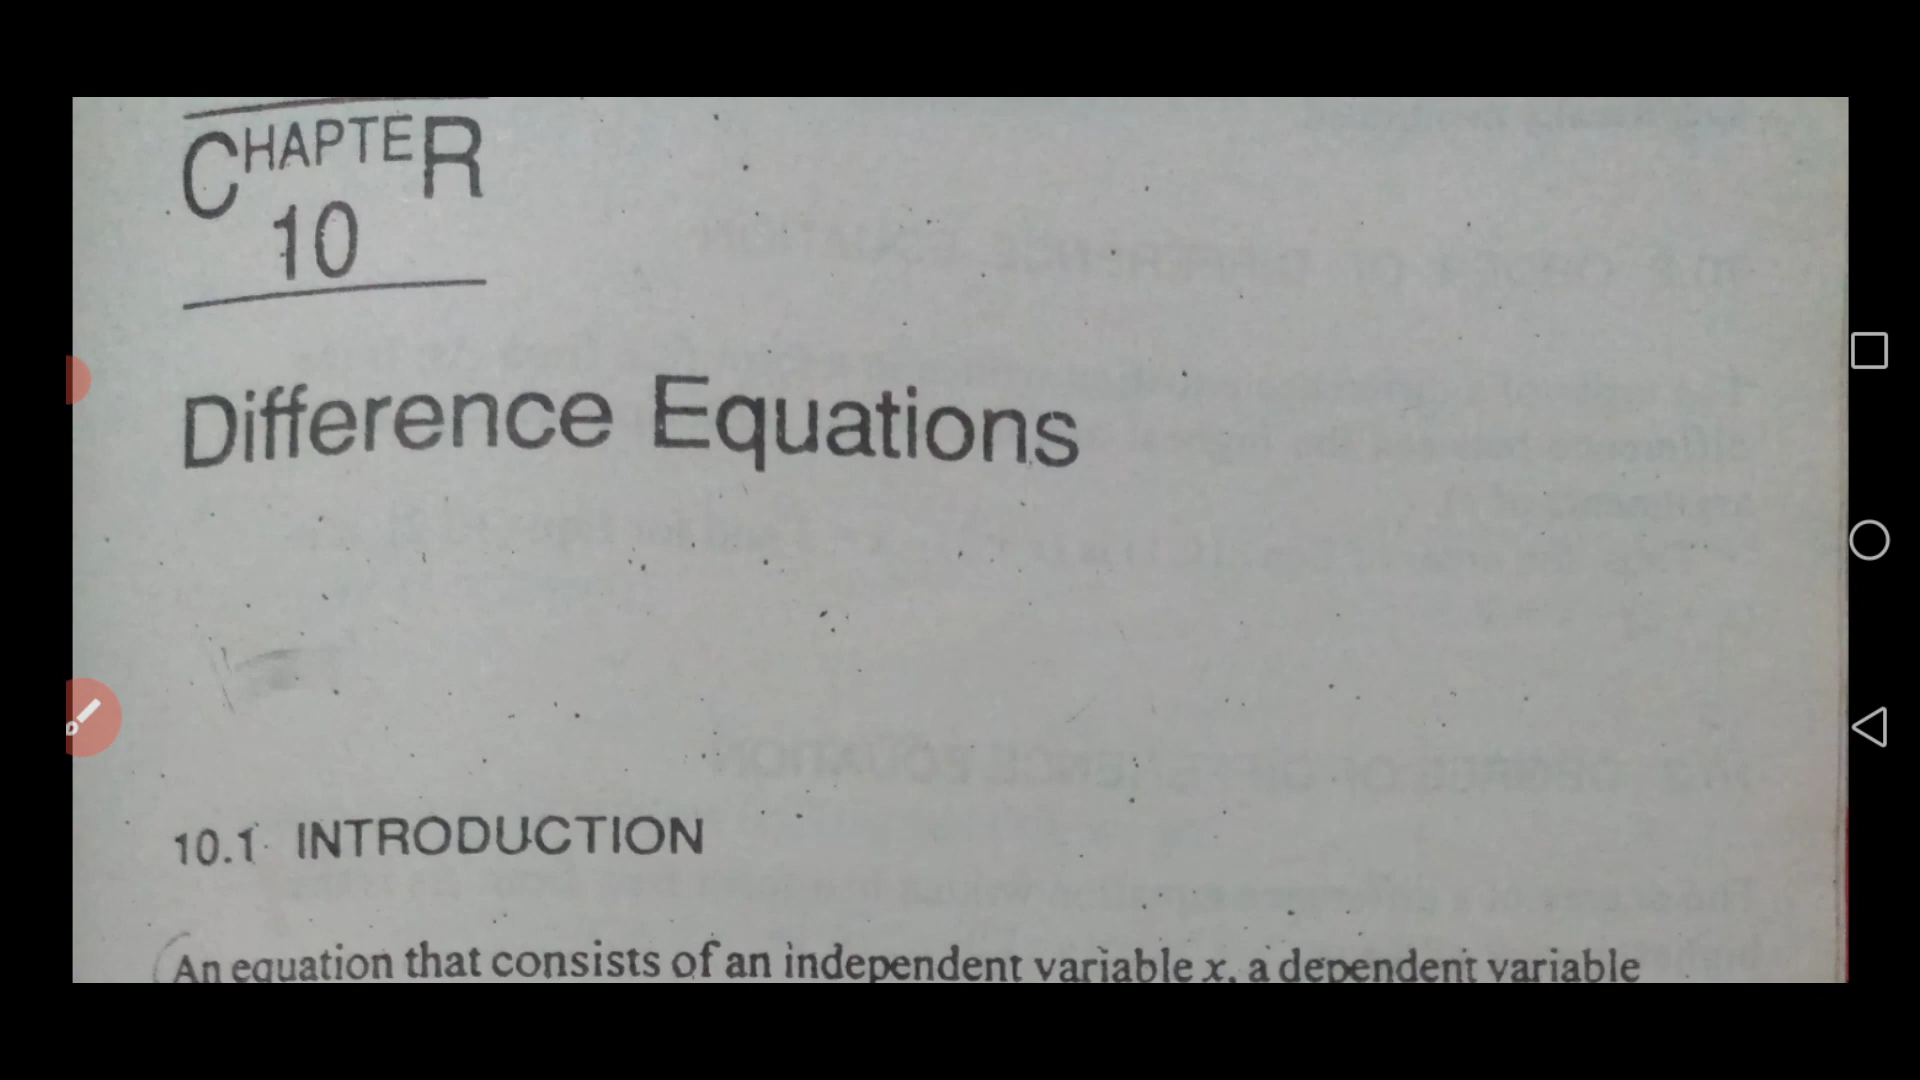 CHAPTER
10
Difference Equations
10.1 INTRODUCTION
An equation that consists of an independent variable x, a dependent variable